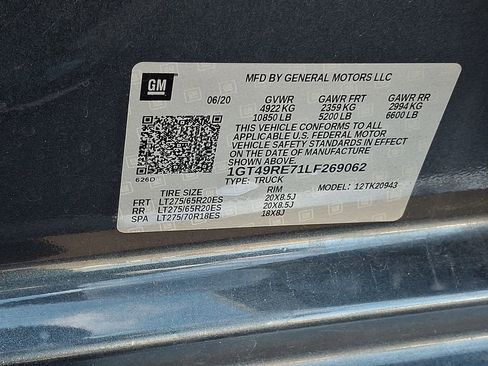 GM
MFD BY GENERAL MOTORS LLC
06/20 GVWR GAWR FRT GAWR RR
4922 KG 2359 KG 2994 KG
10850 LB 5200 LB 6600 LB
THIS VEHICLE CONFORMS TO ALL
APPLICABLE U.S. FEDERAL MOTOR
VEHICLE SAFETY STANDARDS IN EFFECT
ON THE DATE OF MANUFACTURE SHOWN ABOVE.
1GT49RE71LF269062
626D TYPE: TRUCK MODEL: 12TK20943
TIRE SIZE RIM
FRT LT275/65R20ES 20X8.5J
RR LT275/65R20ES 20X8.5J
SPA LT275/70R18ES 18X8J